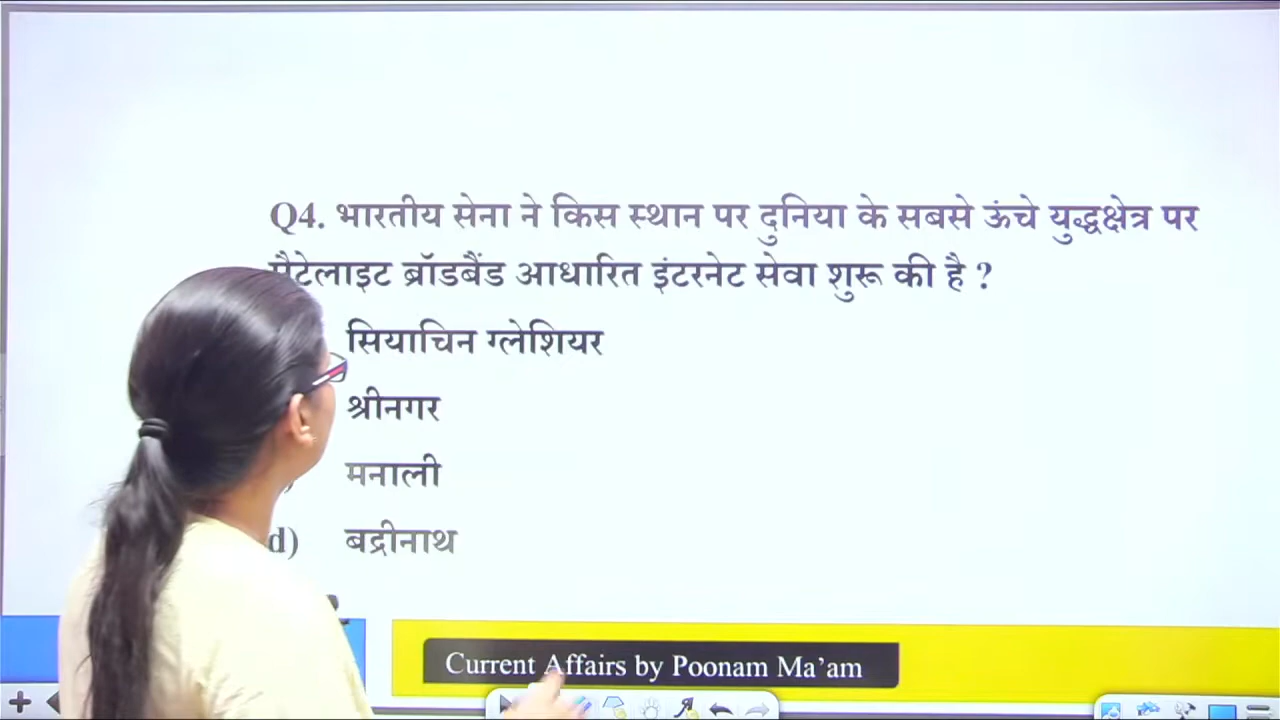 Q4. भारतीय सेना ने किस स्थान पर दुनिया के सबसे ऊंचे युद्धक्षेत्र पर
सैटेलाइट ब्रॉडबैंड आधारित इंटरनेट सेवा शुरू की है ?
सियाचिन ग्लेशियर
श्रीनगर
मनाली
d) बद्रीनाथ
Current Affairs by Poonam Ma'am